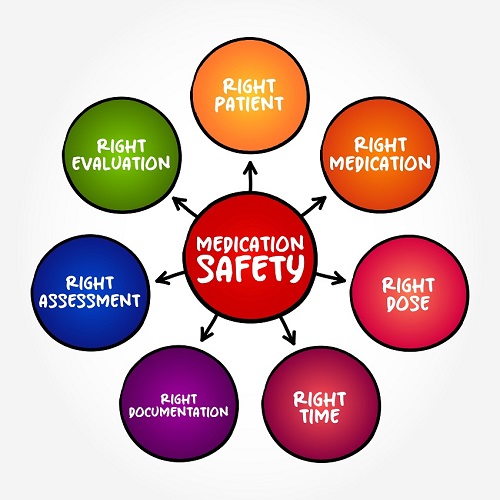 RIGHT
PATIENT
RIGHT
MEDICATION
RIGHT
DOSE
RIGHT
TIME
RIGHT
DOCUMENTATION
RIGHT
ASSESSMENT
RIGHT
EVALUATION
MEDICATION
SAFETY